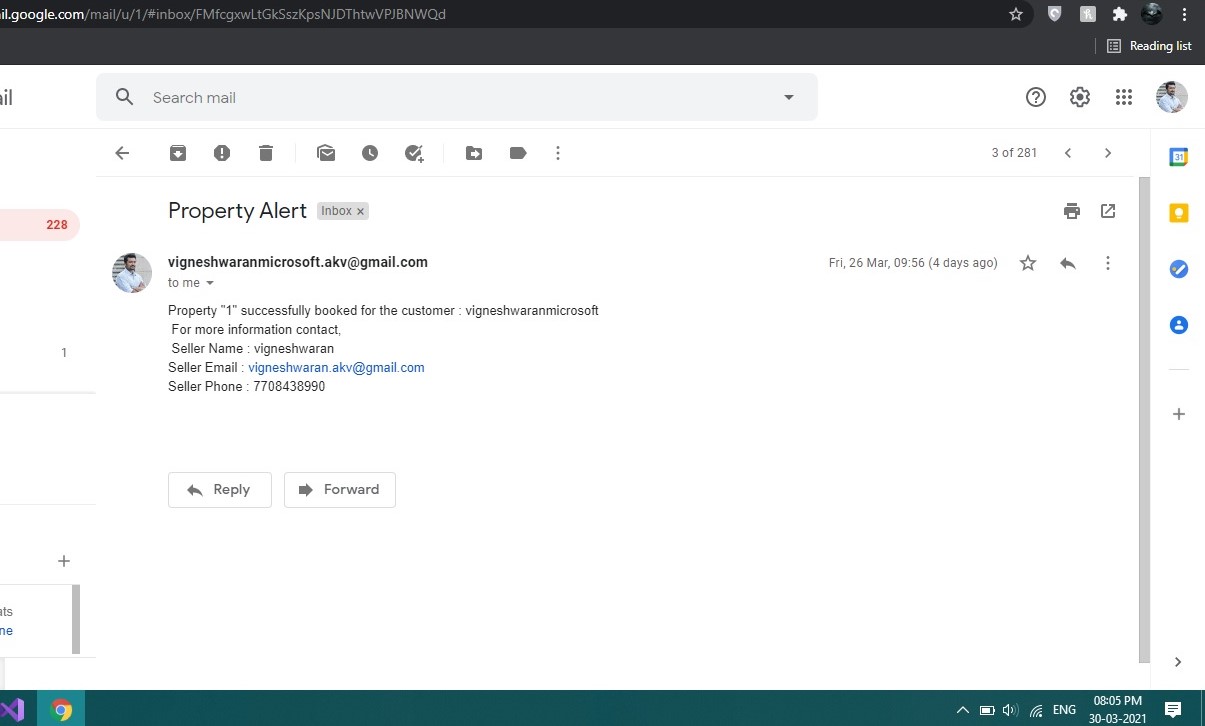 il.google.com/mail/u/1/#inbox/FMfcgxwLtGkSszKpsNJDThtwVPJBNWQd
Reading list
ail
Search mail
3 of 281
31
228
Property Alert Inbox x
vigneshwaranmicrosoft.akv@gmail.com
Fri, 26 Mar, 09:56 (4 days ago)
to me
Property "1" successfully booked for the customer : vigneshwaranmicrosoft
For more information contact,
Seller Name : vigneshwaran
1
Seller Email : vigneshwaran.akv@gmail.com
Seller Phone : 7708438990
Reply
Forward
ats
ne
ENG
08:05 PM
30-03-2021